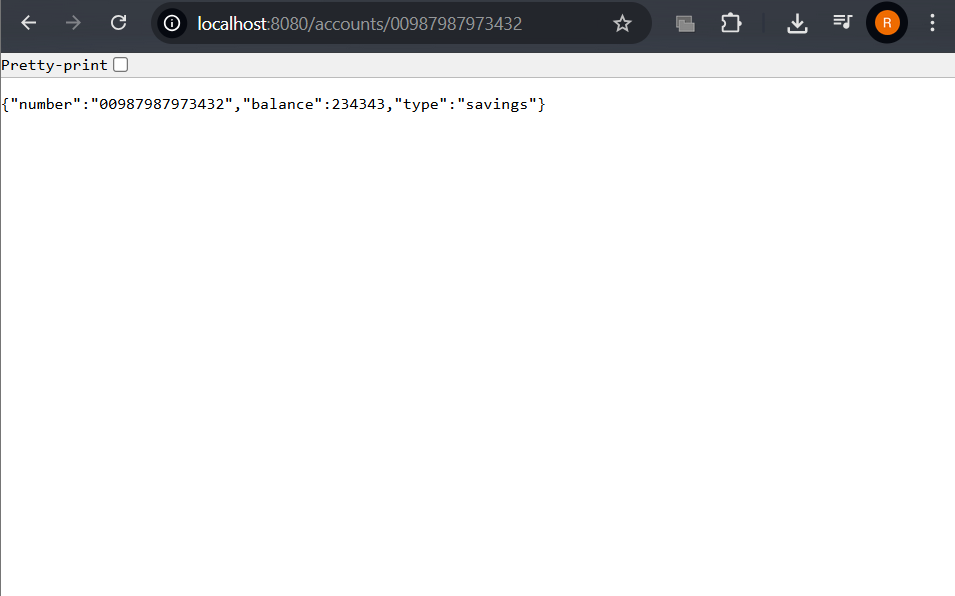 localhost:8080/accounts/00987987973432
R
Pretty-print
{"number":"00987987973432","balance":234343,"type":"savings"}